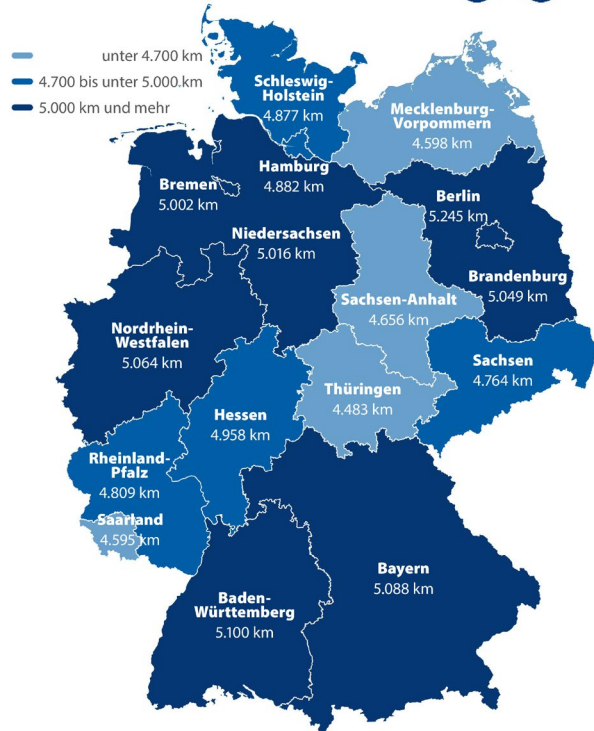 unter 4.700 km
4.700 bis unter 5.000 km
5.000 km und mehr
Schleswig-
Holstein
4.877 km
Mecklenburg-
Vorpommern
4.598 km
Hamburg
4.882 km
Bremen
5.002 km
Berlin
5.245 km
Niedersachsen
5.016 km
Brandenburg
5.049 km
Sachsen-Anhalt
4.656 km
Nordrhein-
Westfalen
5.064 km
Sachsen
4.764 km
Thüringen
4.483 km
Hessen
4.958 km
Rheinland-
Pfalz
4.809 km
Saarland
4.595 km
Bayern
5.088 km
Baden-
Württemberg
5.100 km